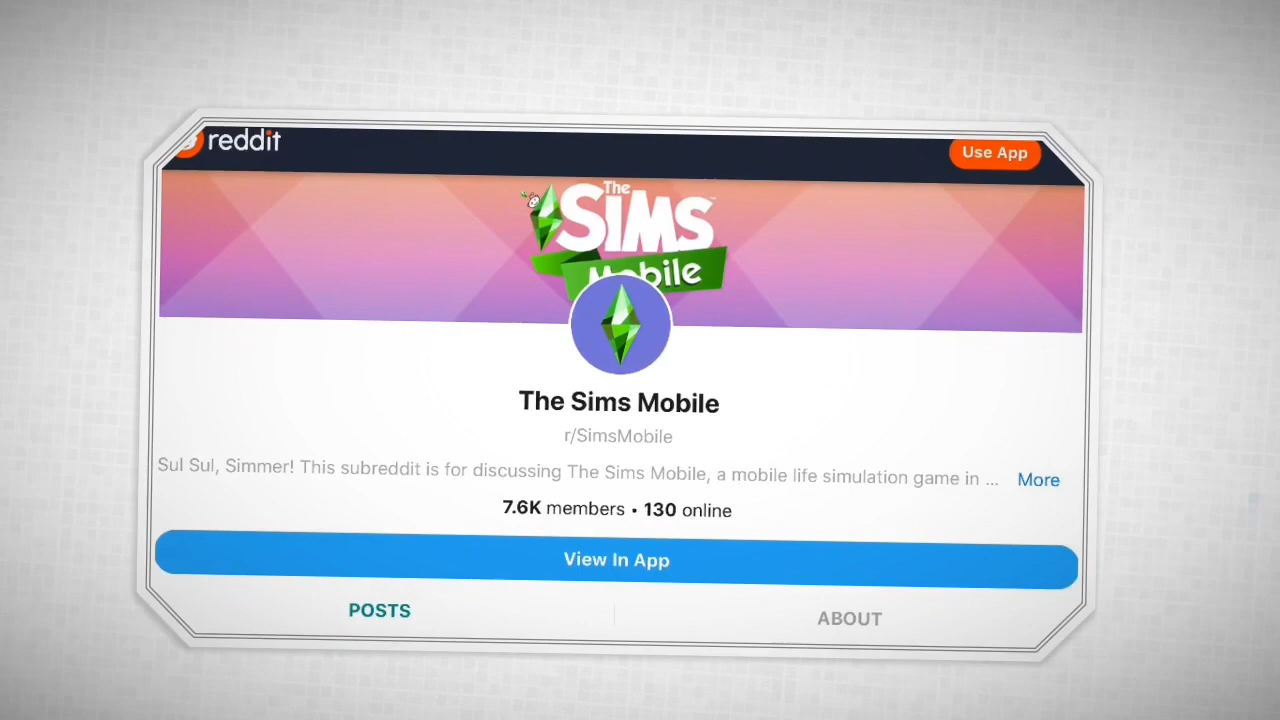 reddit
Use App
The
SiMS
Mobile
The Sims Mobile
r/SimsMobile
Sul Sul, Simmer! This subreddit is for discussing The Sims Mobile, a mobile life simulation game in ... More
7.6K members • 130 online
View In App
POSTS
ABOUT